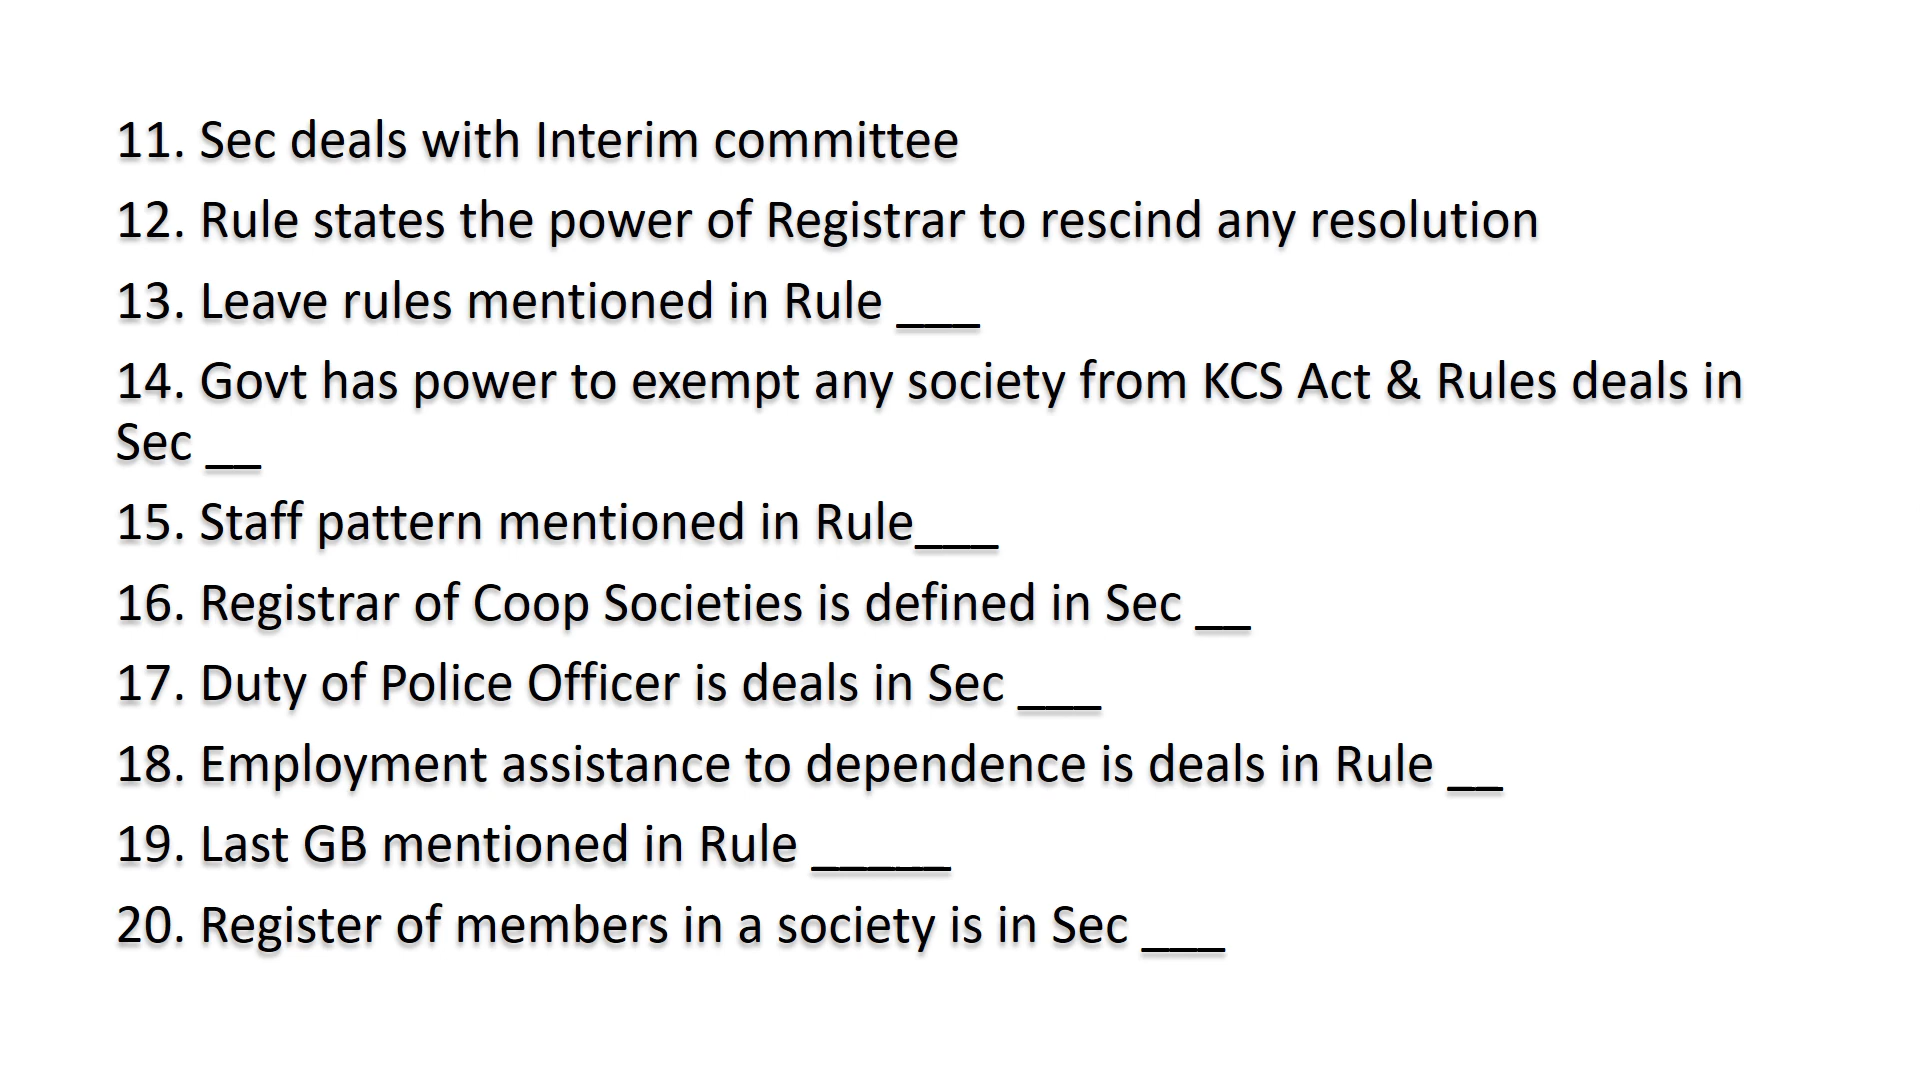 11. Sec deals with Interim committee
12. Rule states the power of Registrar to rescind any resolution
13. Leave rules mentioned in Rule ___
14. Govt has power to exempt any society from KCS Act & Rules deals in
Sec __
15. Staff pattern mentioned in Rule___
16. Registrar of Coop Societies is defined in Sec __
17. Duty of Police Officer is deals in Sec ___
18. Employment assistance to dependence is deals in Rule __
19. Last GB mentioned in Rule _____
20. Register of members in a society is in Sec ___